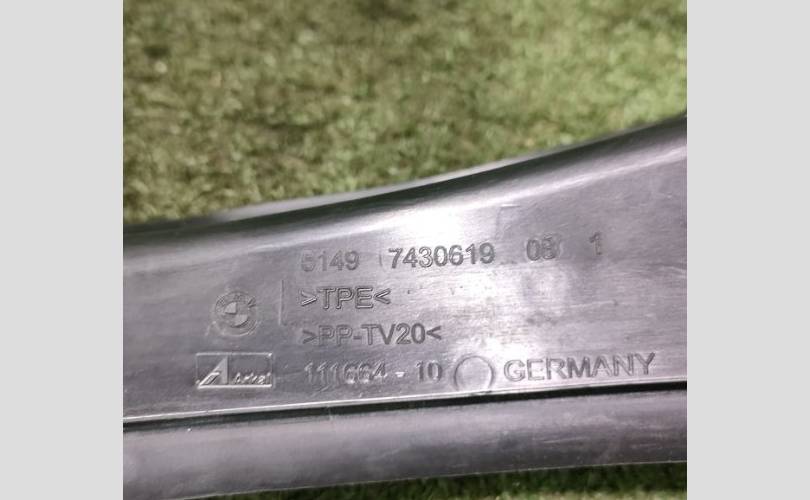 5149 7430619 08 1
>TPE<
>PP-TV20<
111664-10 GERMANY